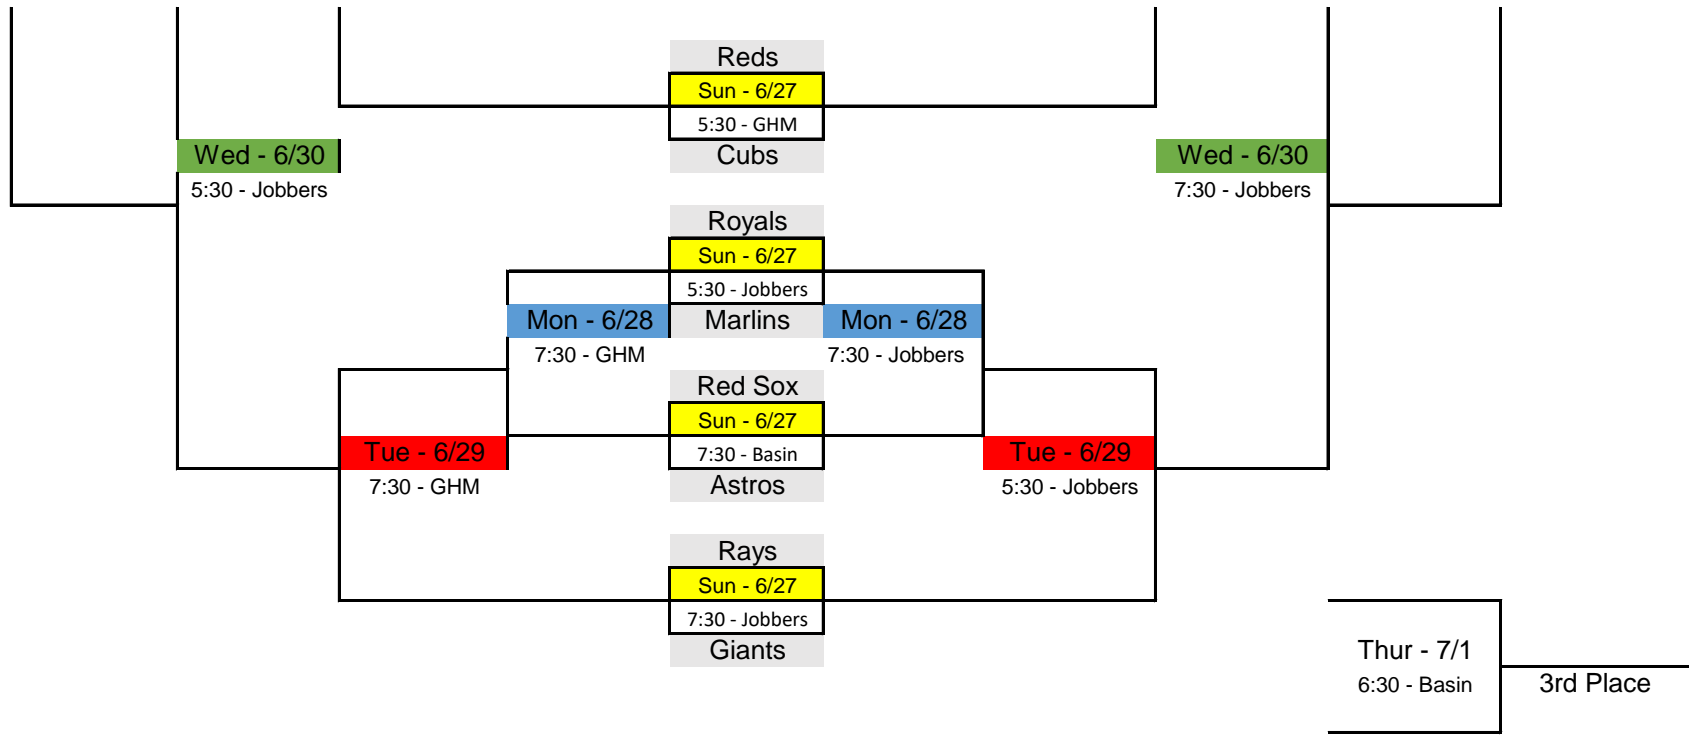 Reds
Sun - 6/27
5:30 - GHM
Cubs
Wed - 6/30
5:30 - Jobbers
Wed - 6/30
7:30 - Jobbers
Royals
Sun - 6/27
5:30 - Jobbers
Marlins
Mon - 6/28
7:30 - GHM
Mon - 6/28
7:30 - Jobbers
Red Sox
Sun - 6/27
7:30 - Basin
Astros
Tue - 6/29
7:30 - GHM
Tue - 6/29
5:30 - Jobbers
Rays
Sun - 6/27
7:30 - Jobbers
Giants
Thur - 7/1
6:30 - Basin
3rd Place